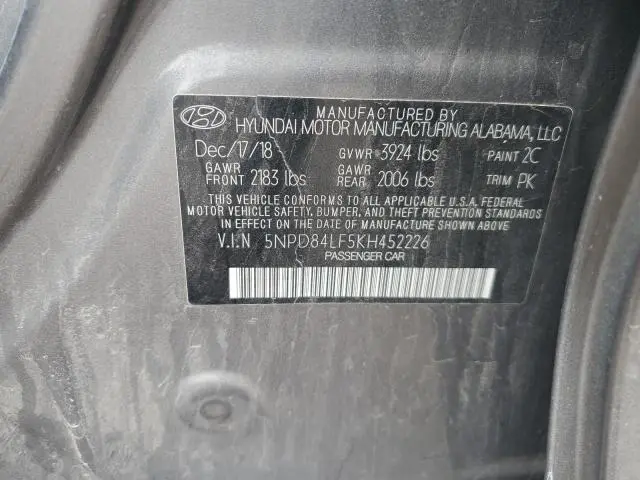 MANUFACTURED BY
HYUNDAI MOTOR MANUFACTURING ALABAMA, LLC
Dec/17/18 GVWR 3924 lbs PAINT 2C
GAWR FRONT 2183 lbs GAWR REAR 2006 lbs TRIM PK
THIS VEHICLE CONFORMS TO ALL APPLICABLE U.S.A. FEDERAL
MOTOR VEHICLE SAFETY, BUMPER, AND THEFT PREVENTION STANDARDS
IN EFFECT ON THE DATE OF MANUFACTURE SHOWN ABOVE.
V.I.N 5NPD84LF5KH452226
PASSENGER CAR